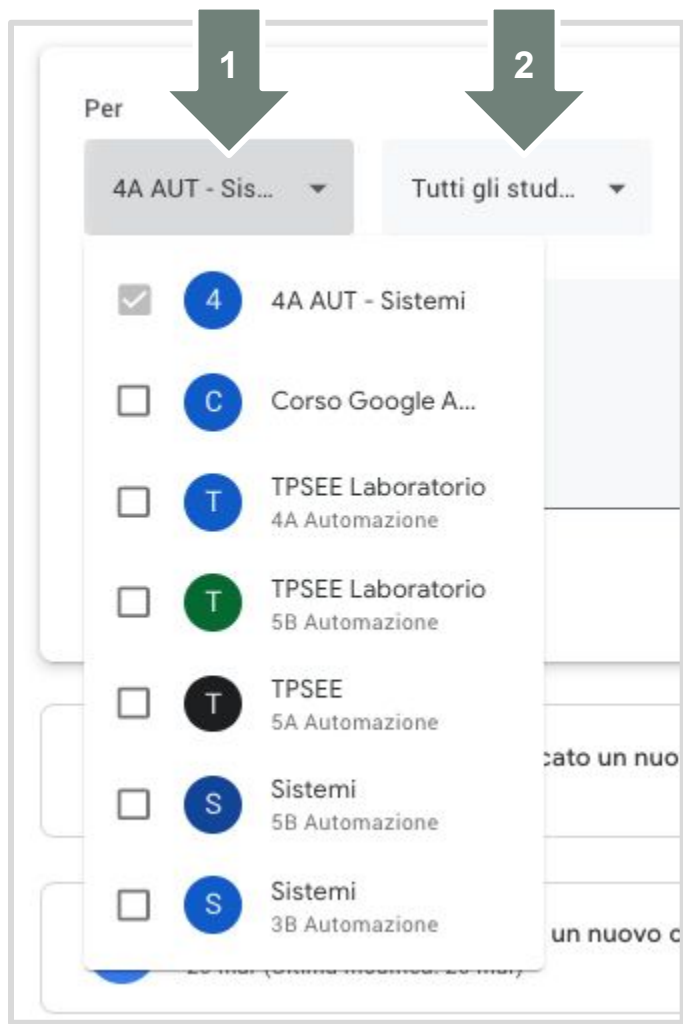 1
2
Per
4A AUT - Sis...
Tutti gli stud...
4
4A AUT - Sistemi
C
Corso Google A...
T
TPSEE Laboratorio
4A Automazione
T
TPSEE Laboratorio
5B Automazione
T
TPSEE
5A Automazione
cato un nuo
S
Sistemi
5B Automazione
S
Sistemi
3B Automazione
un nuovo c